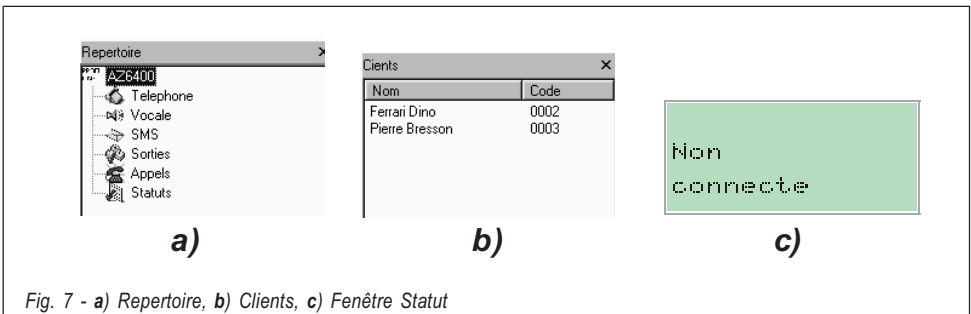 Repertoire ×
AZ6400
Telephone
Vocale
SMS
Sorties
Appels
Statuts
a)
Cients ×
Nom Code
Ferrari Dino 0002
Pierre Bresson 0003
b)
Non
connecte
c)
Fig. 7 - a) Repertoire, b) Clients, c) Fenêtre Statut